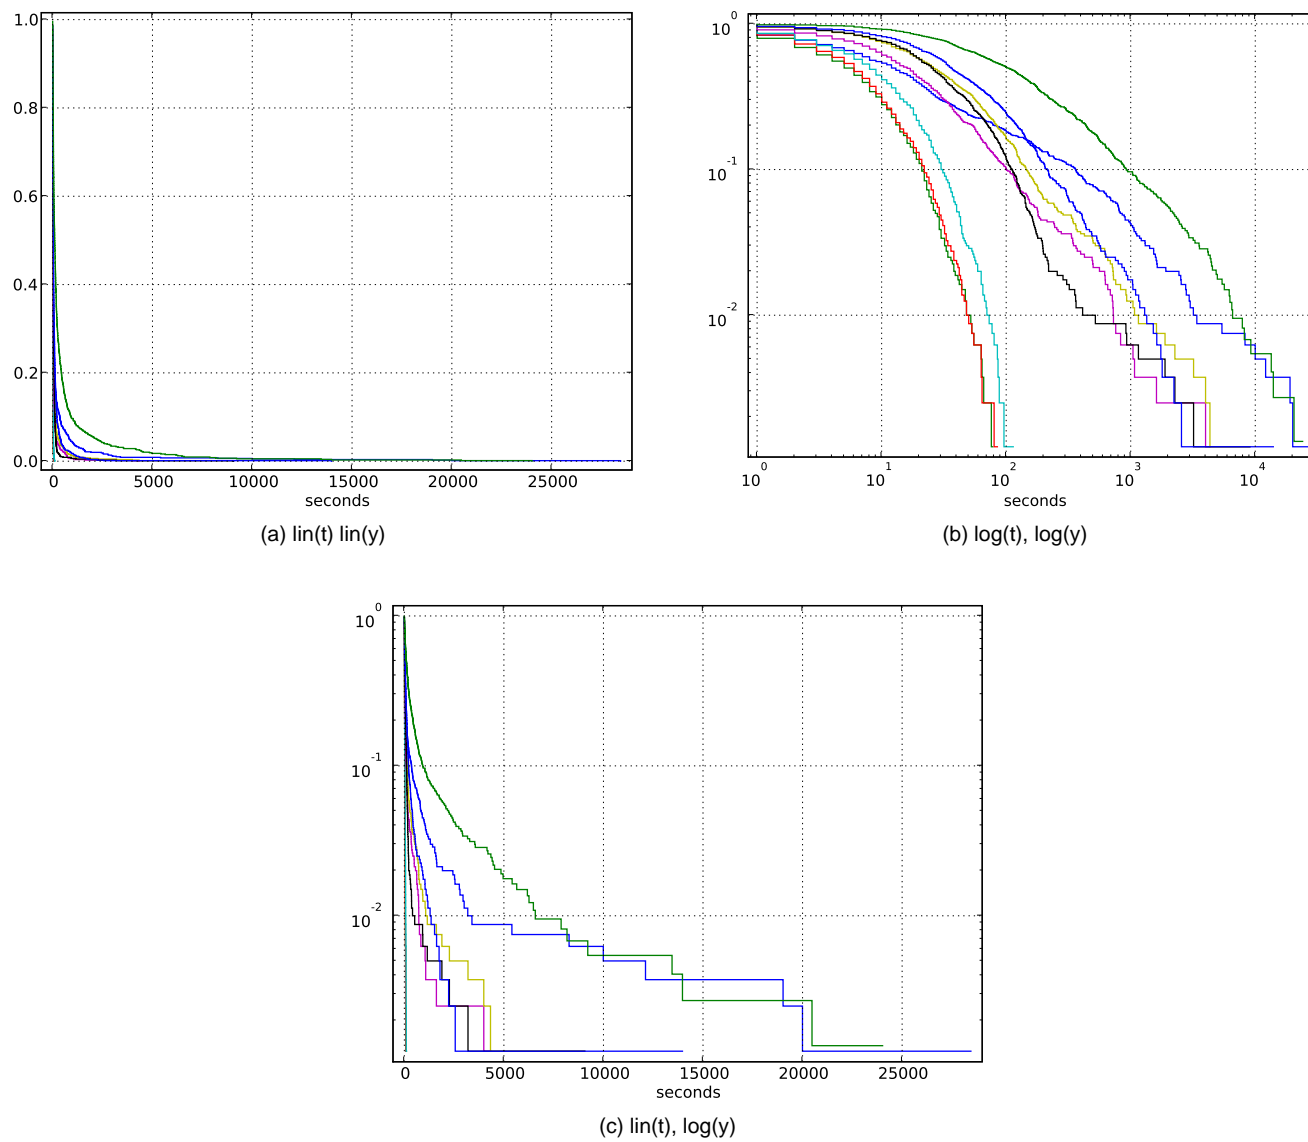 1.0
0.8
0.6
0.4
0.2
0.0
0 5000 10000 15000 20000 25000
seconds
(a) lin(t) lin(y)
10^0
10^-1
10^-2
10^0 10^1 10^2 10^3 10^4
seconds
(b) log(t), log(y)
10^0
10^-1
10^-2
0 5000 10000 15000 20000 25000
seconds
(c) lin(t), log(y)